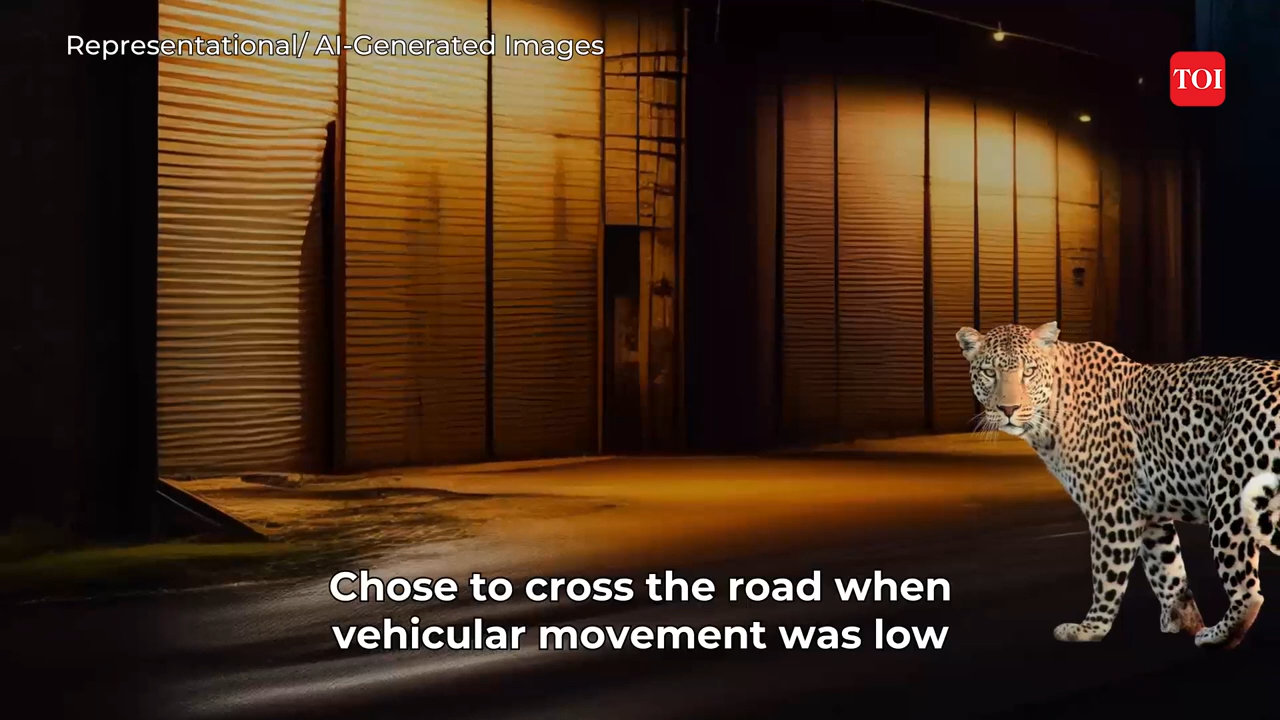 Representational/ AI-Generated Images
TOI
Chose to cross the road when
vehicular movement was low